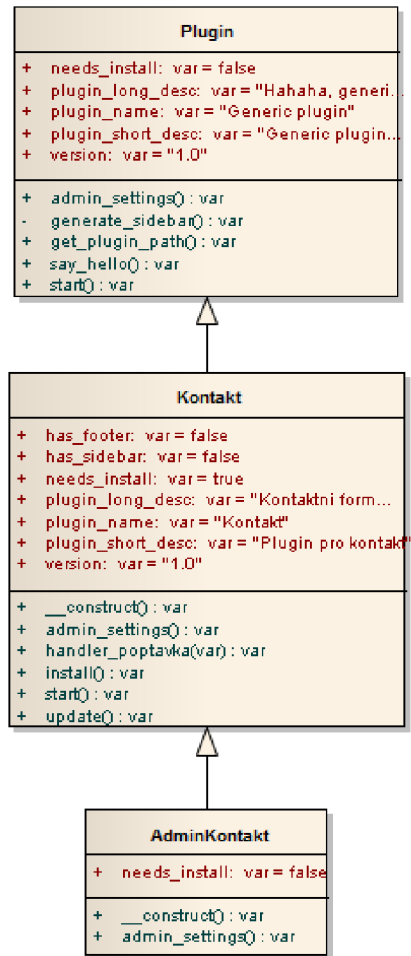 Plugin
+ needs_install: var = false
+ plugin_long_desc: var = "Hahaha, generi...
+ plugin_name: var = "Generic plugin"
+ plugin_short_desc: var = "Generic plugin...
+ version: var = "1.0"
+ admin_settings() : var
- generate_sidebar() : var
+ get_plugin_path() : var
+ say_hello() : var
+ start() : var
Kontakt
+ has_footer: var = false
+ has_sidebar: var = false
+ needs_install: var = true
+ plugin_long_desc: var = "Kontaktni form...
+ plugin_name: var = "Kontakt"
+ plugin_short_desc: var = "Plugin pro kontakt"
+ version: var = "1.0"
+ __construct() : var
+ admin_settings() : var
+ handler_poptavka(var) : var
+ install() : var
+ start() : var
+ update() : var
AdminKontakt
+ needs_install: var = false
+ __construct() : var
+ admin_settings() : var